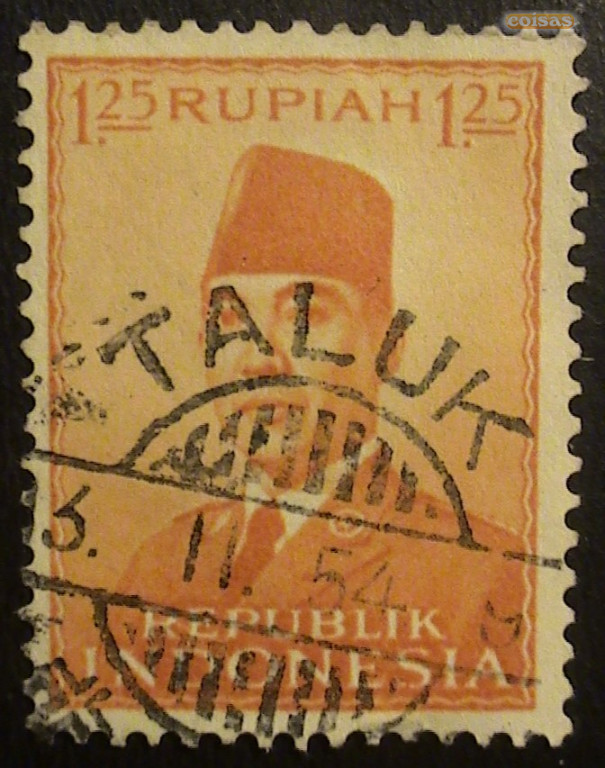 coisas
1.25 RUPIAH 1.25
TALUK
3. 11. 54
REPUBLIK
INDONESIA